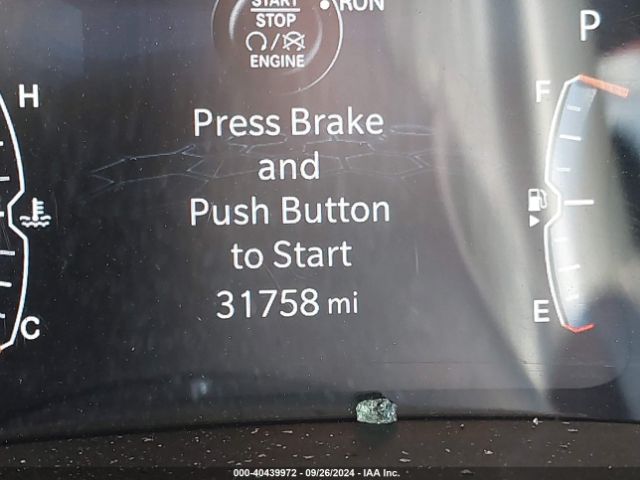 START
STOP
ENGINE
RUN
P
H
F
Press Brake
and
Push Button
to Start
31758 mi
C
E
000-40439972 - 09/26/2024 - IAA Inc.